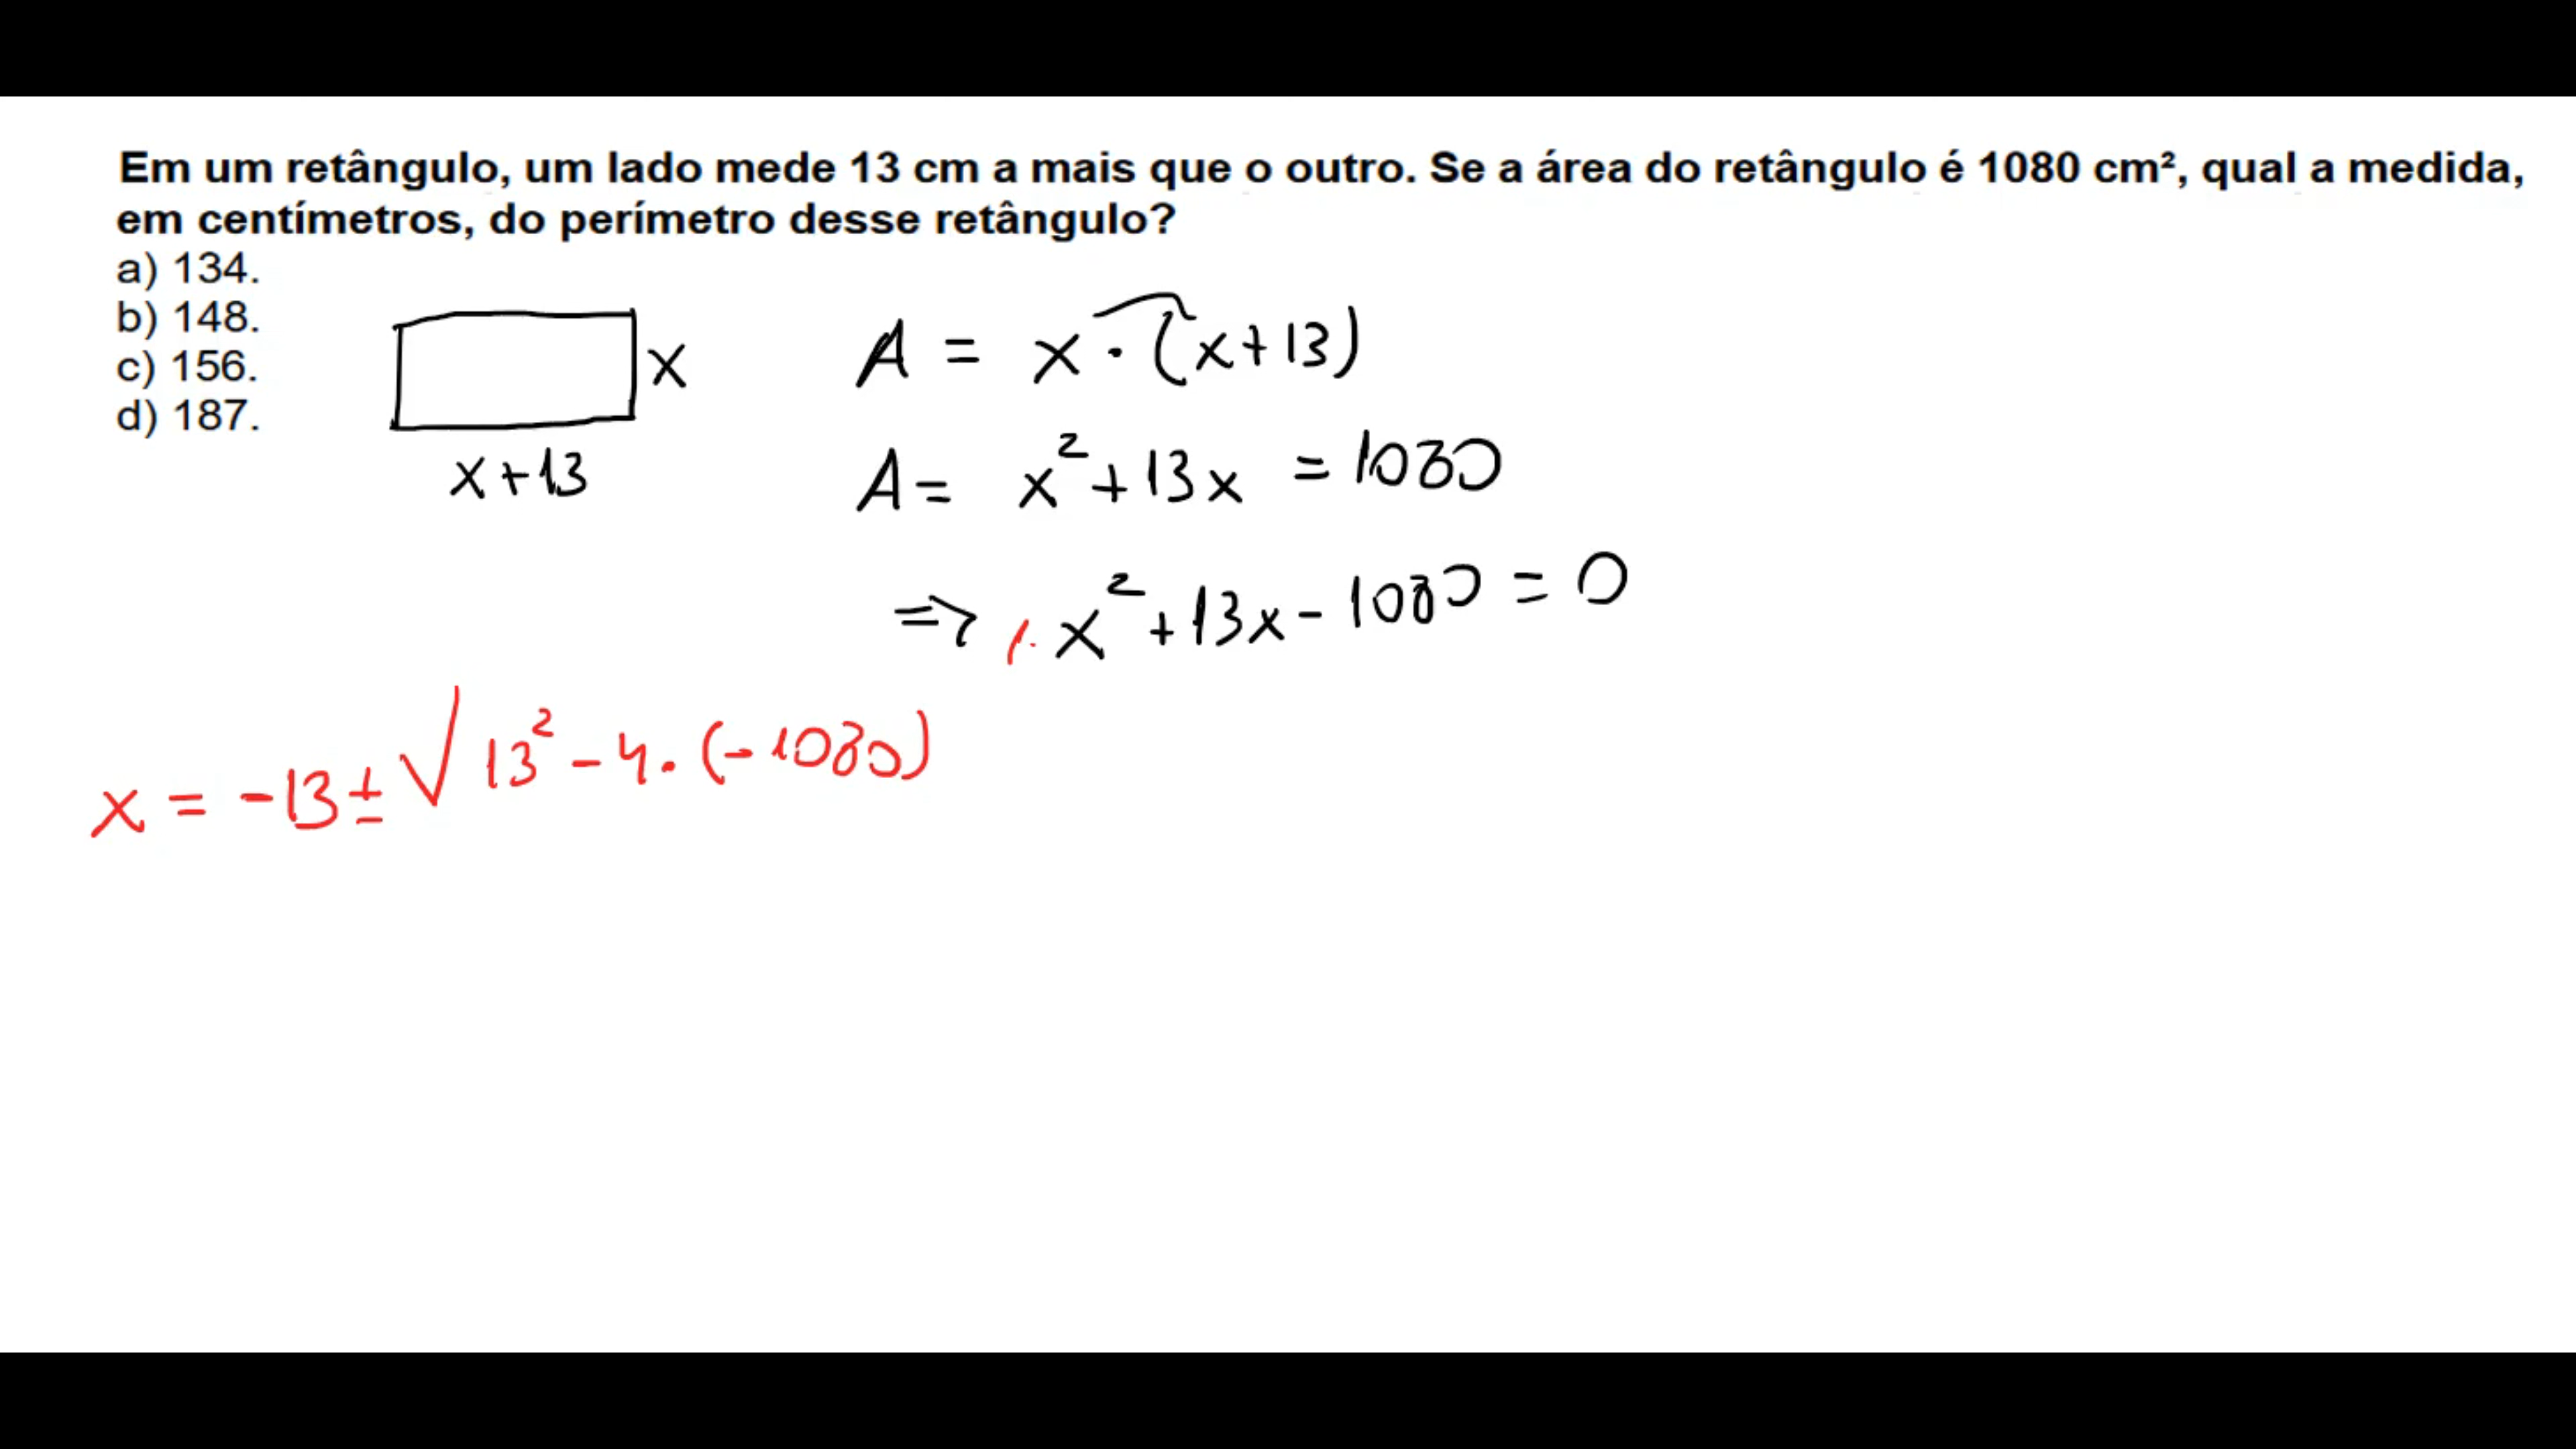 Em um retângulo, um lado mede 13 cm a mais que o outro. Se a área do retângulo é 1080 cm², qual a medida,
em centímetros, do perímetro desse retângulo?
a) 134.
b) 148.
c) 156.
d) 187.
x
x+13
A = x · (x+13)
A = x² + 13x = 1080
=> 1· x² + 13x - 1080 = 0
x = -13 ± √ 13² - 4 · (-1080)